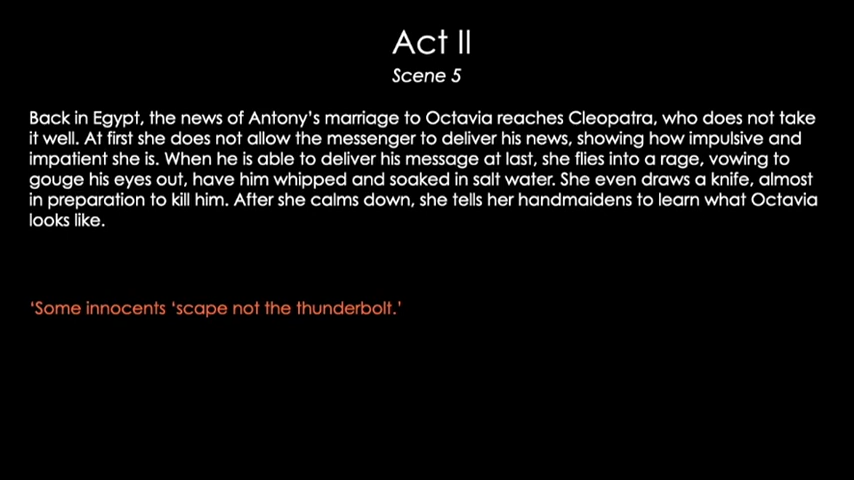 Act II
Scene 5
Back in Egypt, the news of Antony’s marriage to Octavia reaches Cleopatra, who does not take
it well. At first she does not allow the messenger to deliver his news, showing how impulsive and
impatient she is. When he is able to deliver his message at last, she flies into a rage, vowing to
gouge his eyes out, have him whipped and soaked in salt water. She even draws a knife, almost
in preparation to kill him. After she calms down, she tells her handmaidens to learn what Octavia
looks like.
‘Some innocents ‘scape not the thunderbolt.’